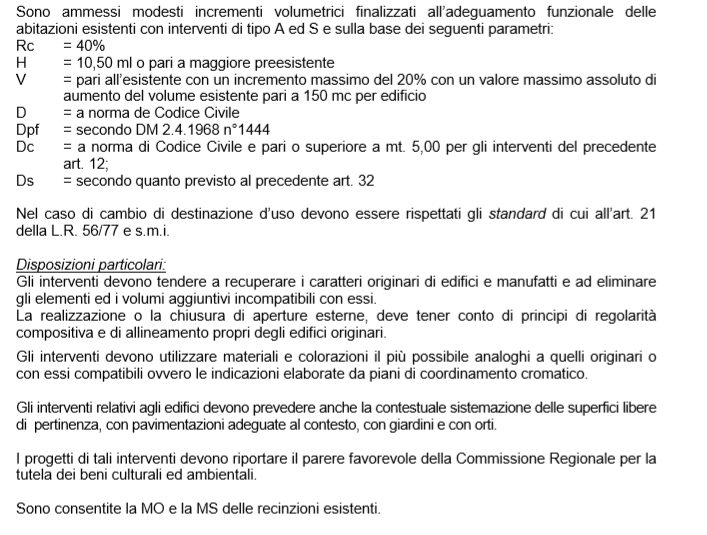 Sono ammessi modesti incrementi volumetrici finalizzati all'adeguamento funzionale delle
abitazioni esistenti con interventi di tipo A ed S e sulla base dei seguenti parametri:
Rc = 40%
H = 10,50 ml o pari a maggiore preesistente
V = pari all'esistente con un incremento massimo del 20% con un valore massimo assoluto di
aumento del volume esistente pari a 150 mc per edificio
D = a norma de Codice Civile
Dpf = secondo DM 2.4.1968 n°1444
Dc = a norma di Codice Civile e pari o superiore a mt. 5,00 per gli interventi del precedente
art. 12;
Ds = secondo quanto previsto al precedente art. 32
Nel caso di cambio di destinazione d'uso devono essere rispettati gli standard di cui all'art. 21
della L.R. 56/77 e s.m.i.
Disposizioni particolari:
Gli interventi devono tendere a recuperare i caratteri originari di edifici e manufatti e ad eliminare
gli elementi ed i volumi aggiuntivi incompatibili con essi.
La realizzazione o la chiusura di aperture esterne, deve tener conto di principi di regolarità
compositiva e di allineamento propri degli edifici originari.
Gli interventi devono utilizzare materiali e colorazioni il più possibile analoghi a quelli originari o
con essi compatibili ovvero le indicazioni elaborate da piani di coordinamento cromatico.
Gli interventi relativi agli edifici devono prevedere anche la contestuale sistemazione delle superfici libere
di pertinenza, con pavimentazioni adeguate al contesto, con giardini e con orti.
I progetti di tali interventi devono riportare il parere favorevole della Commissione Regionale per la
tutela dei beni culturali ed ambientali.
Sono consentite la MO e la MS delle recinzioni esistenti.